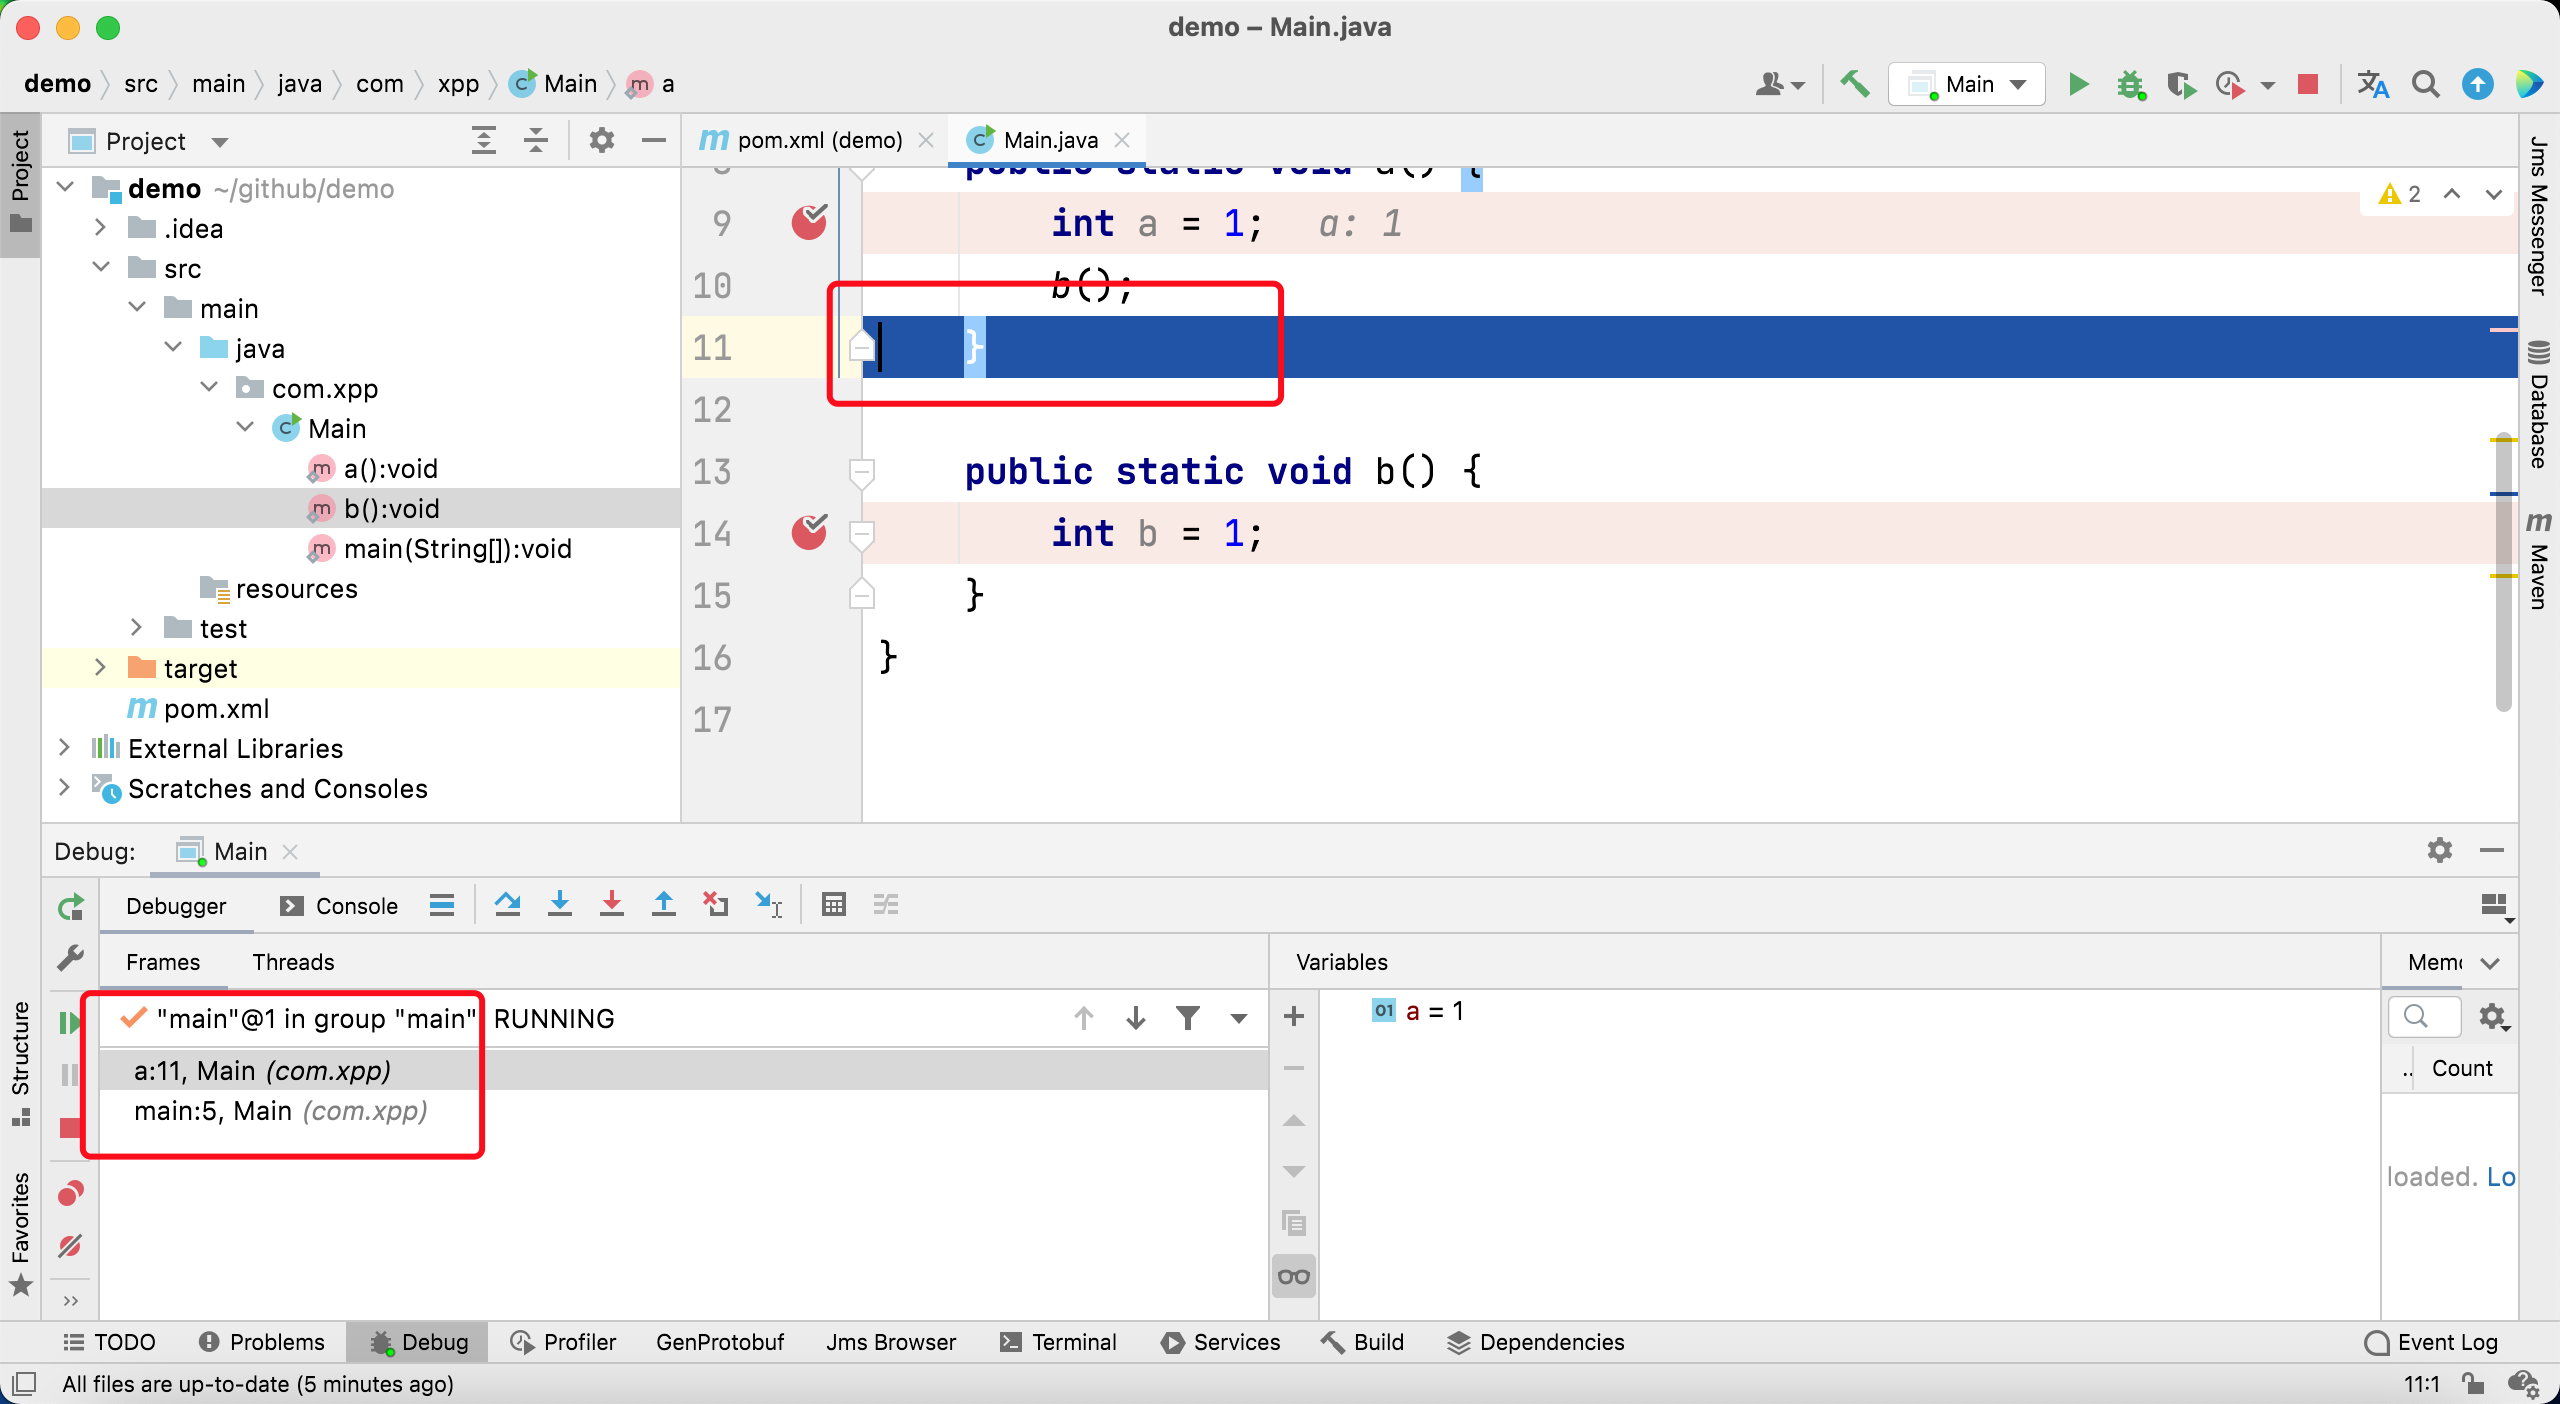 demo – Main.java
demo src main java com xpp Main a
Main
Project
pom.xml (demo)
Main.java
Project
Structure
Favorites
demo ~/github/demo
.idea
src
main
java
com.xpp
Main
a():void
b():void
main(String[]):void
resources
test
target
pom.xml
External Libraries
Scratches and Consoles
public static void a() {
9 int a = 1; a: 1
10 b();
11 }
12
13 public static void b() {
14 int b = 1;
15 }
16 }
17
2
Jms Messenger
Database
Maven
Debug: Main
Debugger Console
Frames Threads
Variables
"main"@1 in group "main": RUNNING
a:11, Main (com.xpp)
main:5, Main (com.xpp)
01 a = 1
.. Count
loaded.
TODO Problems Debug Profiler GenProtobuf Jms Browser Terminal Services Build Dependencies Event Log
All files are up-to-date (5 minutes ago)
11:1